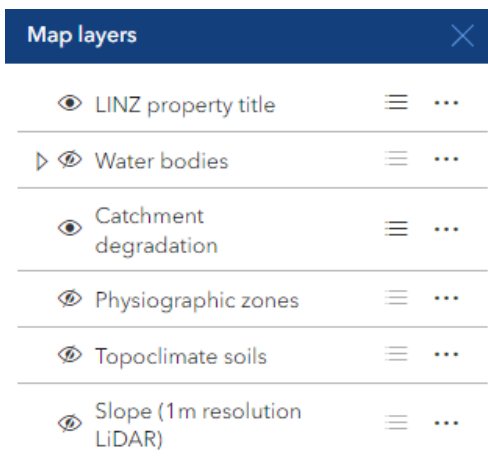 Map layers
LINZ property title
Water bodies
Catchment
degradation
Physiographic zones
Topoclimate soils
Slope (1m resolution
LiDAR)